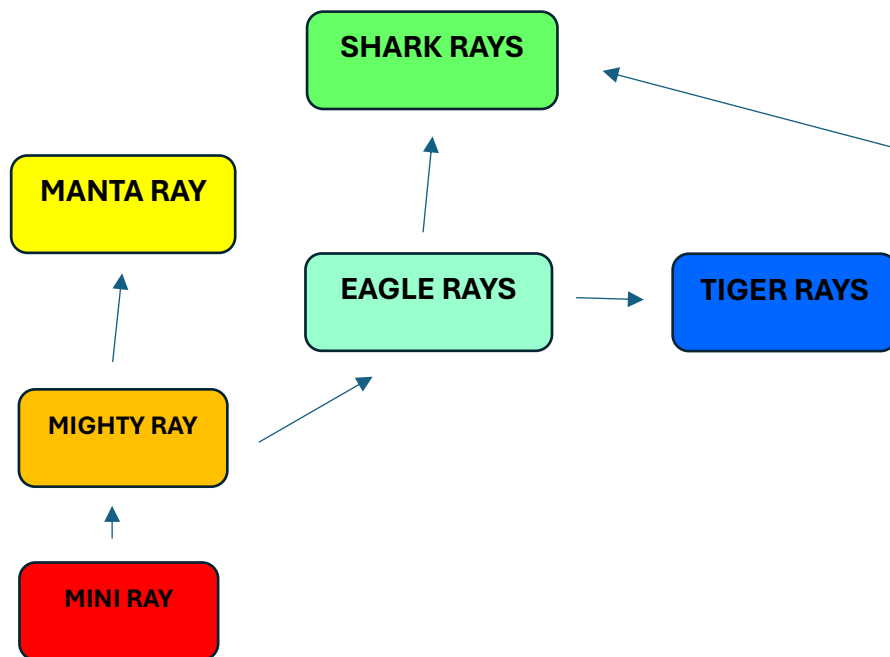 SHARK RAYS
MANTA RAY
EAGLE RAYS
TIGER RAYS
MIGHTY RAY
MINI RAY